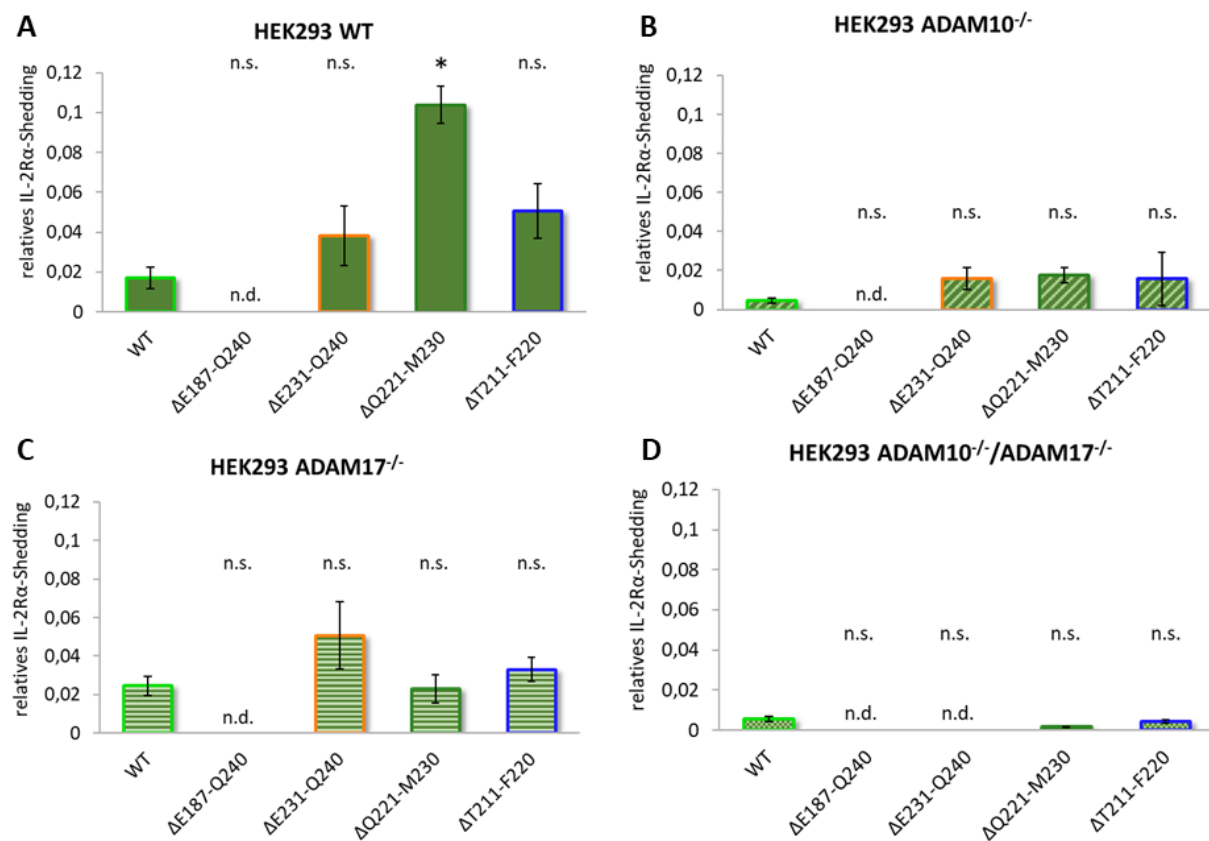 A
HEK293 WT
relatives IL-2Rα-Shedding
0,12
0,1
0,08
0,06
0,04
0,02
0
n.s.
n.s.
*
n.s.
n.d.
WT
ΔE187-Q240
ΔE231-Q240
ΔQ221-M230
ΔT211-F220
B
HEK293 ADAM10-/-
relatives IL-2Rα-Shedding
0,12
0,1
0,08
0,06
0,04
0,02
0
n.s.
n.s.
n.s.
n.s.
n.d.
WT
ΔE187-Q240
ΔE231-Q240
ΔQ221-M230
ΔT211-F220
C
HEK293 ADAM17-/-
relatives IL-2Rα-Shedding
0,12
0,1
0,08
0,06
0,04
0,02
0
n.s.
n.s.
n.s.
n.s.
n.d.
WT
ΔE187-Q240
ΔE231-Q240
ΔQ221-M230
ΔT211-F220
D
HEK293 ADAM10-/-/ADAM17-/-
relatives IL-2Rα-Shedding
0,12
0,1
0,08
0,06
0,04
0,02
0
n.s.
n.s.
n.s.
n.s.
n.d.
n.d.
WT
ΔE187-Q240
ΔE231-Q240
ΔQ221-M230
ΔT211-F220